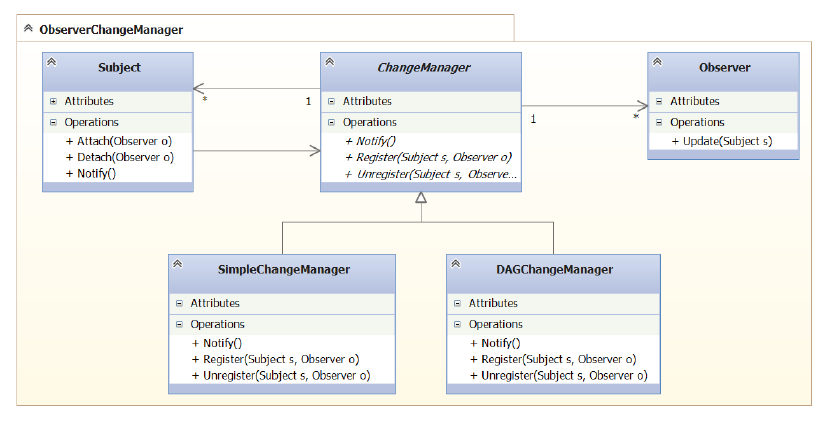 ObserverChangeManager
Subject
Attributes
Operations
+ Attach(Observer o)
+ Detach(Observer o)
+ Notify()
*
1
ChangeManager
Attributes
Operations
+ Notify()
+ Register(Subject s, Observer o)
+ Unregister(Subject s, Observe...
1
*
Observer
Attributes
Operations
+ Update(Subject s)
SimpleChangeManager
Attributes
Operations
+ Notify()
+ Register(Subject s, Observer o)
+ Unregister(Subject s, Observer o)
DAGChangeManager
Attributes
Operations
+ Notify()
+ Register(Subject s, Observer o)
+ Unregister(Subject s, Observer o)